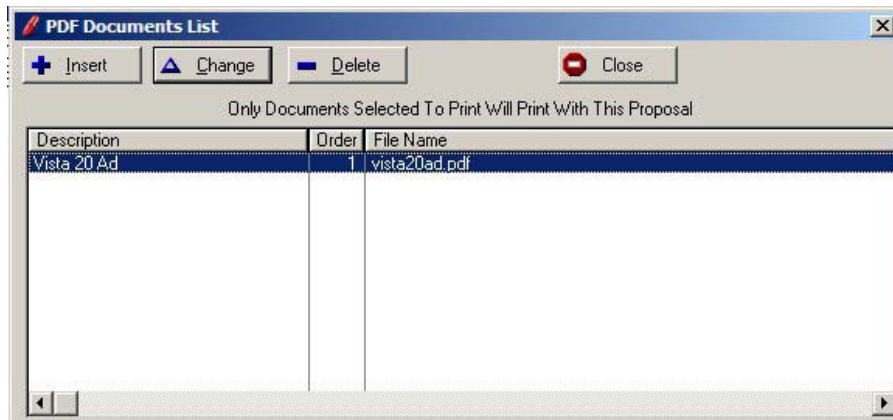 PDF Documents List
Insert Change Delete Close
Only Documents Selected To Print Will Print With This Proposal
Description Order File Name
Vista 20 Ad 1 vista20ad.pdf